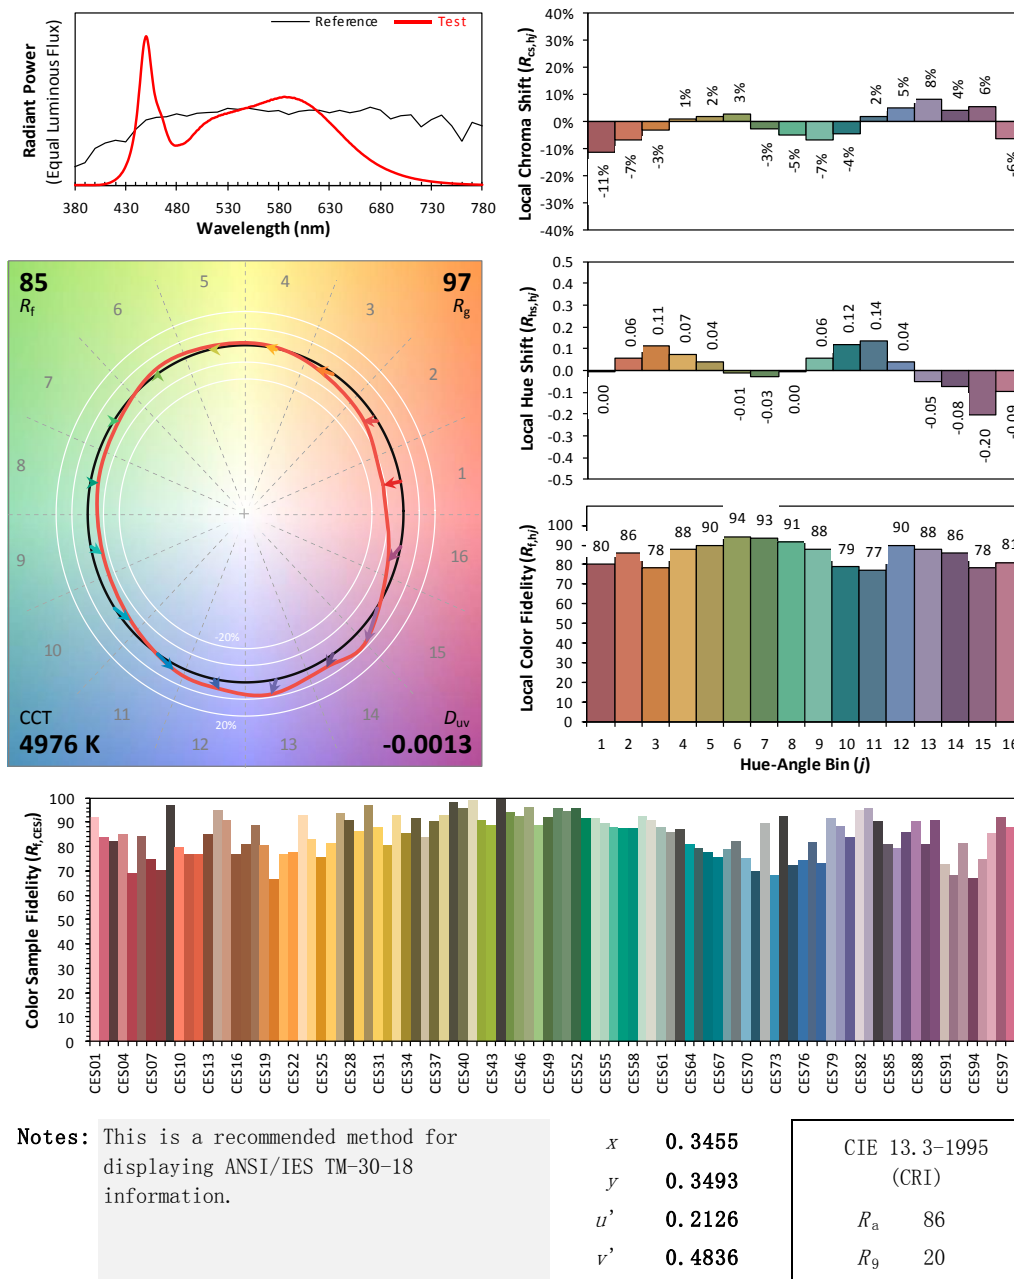 Reference
Test
Radiant Power
(Equal Luminous Flux)
380 430 480 530 580 630 680 730 780
Wavelength (nm)
Local Chroma Shift (Rcs,hj)
40%
30%
20%
10%
0%
-10%
-20%
-30%
-40%
-11% -7% -3% 1% 2% 3% -3% -5% -7% -4% 2% 5% 8% 4% 6% -6%
85
Rf
97
Rg
1 2 3 4 5 6 7 8 9 10 11 12 13 14 15 16
-20%
20%
CCT
4976 K
Duv
-0.0013
Local Hue Shift (Rhs,hj)
0.5
0.4
0.3
0.2
0.1
0.0
-0.1
-0.2
-0.3
-0.4
-0.5
0.00 0.06 0.11 0.07 0.04 -0.01 -0.03 0.00 0.06 0.12 0.14 0.04 -0.05 -0.08 -0.20 -0.09
Local Color Fidelity (Rf,hj)
100
90
80
70
60
50
40
30
20
10
0
80 86 78 88 90 94 93 91 88 79 77 90 88 86 78 81
1 2 3 4 5 6 7 8 9 10 11 12 13 14 15 16
Hue-Angle Bin (j)
Color Sample Fidelity (Rf,CESi)
100
90
80
70
60
50
40
30
20
10
0
CES01 CES04 CES07 CES10 CES13 CES16 CES19 CES22 CES25 CES28 CES31 CES34 CES37 CES40 CES43 CES46 CES49 CES52 CES55 CES58 CES61 CES64 CES67 CES70 CES73 CES76 CES79 CES82 CES85 CES88 CES91 CES94 CES97
Notes: This is a recommended method for
displaying ANSI/IES TM-30-18
information.
x 0.3455
y 0.3493
u' 0.2126
v' 0.4836
CIE 13.3-1995
(CRI)
Ra 86
R9 20